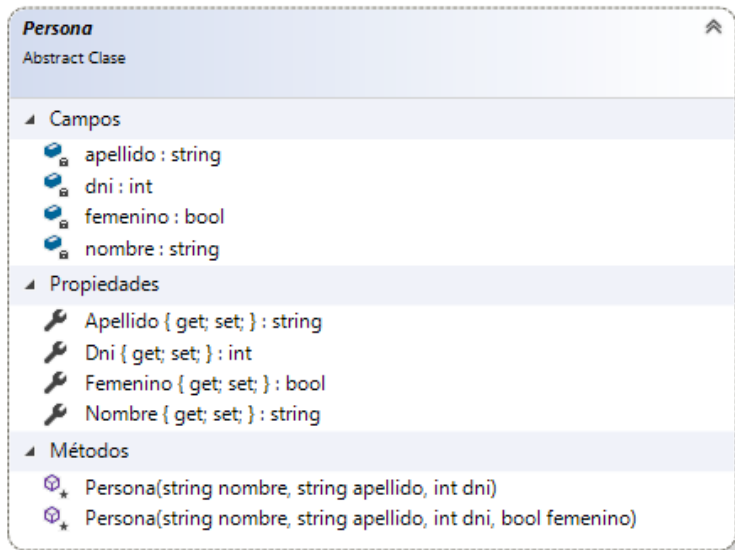 Persona
Abstract Clase
Campos
apellido : string
dni : int
femenino : bool
nombre : string
Propiedades
Apellido { get; set; } : string
Dni { get; set; } : int
Femenino { get; set; } : bool
Nombre { get; set; } : string
Métodos
Persona(string nombre, string apellido, int dni)
Persona(string nombre, string apellido, int dni, bool femenino)